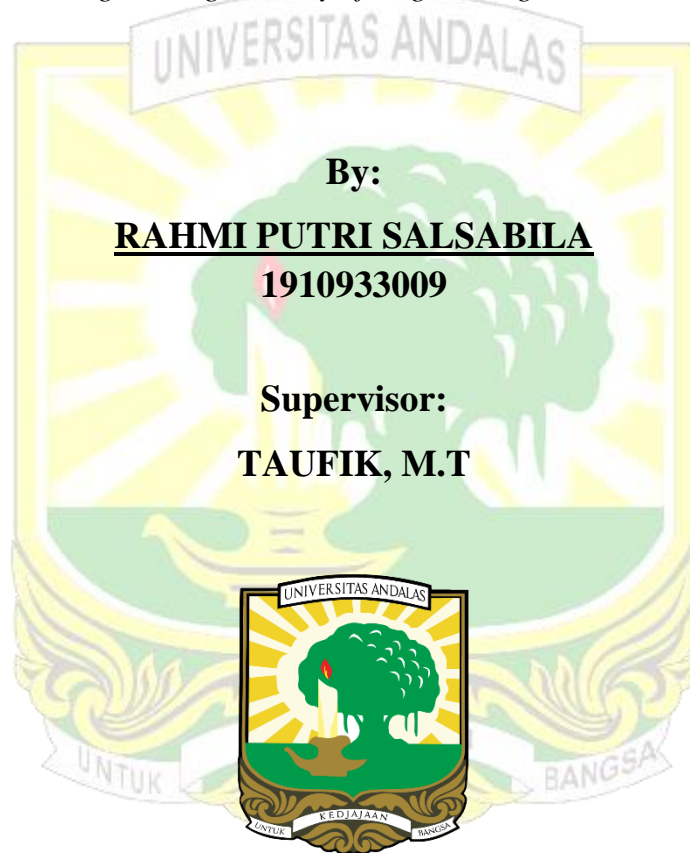 UNIVERSITAS ANDALAS
By:
RAHMI PUTRI SALSABILA
1910933009
Supervisor:
TAUFIK, M.T
UNIVERSITAS ANDALAS
UNTUK
KEDJAJAAN
BANGSA
UNTUK
BANGSA